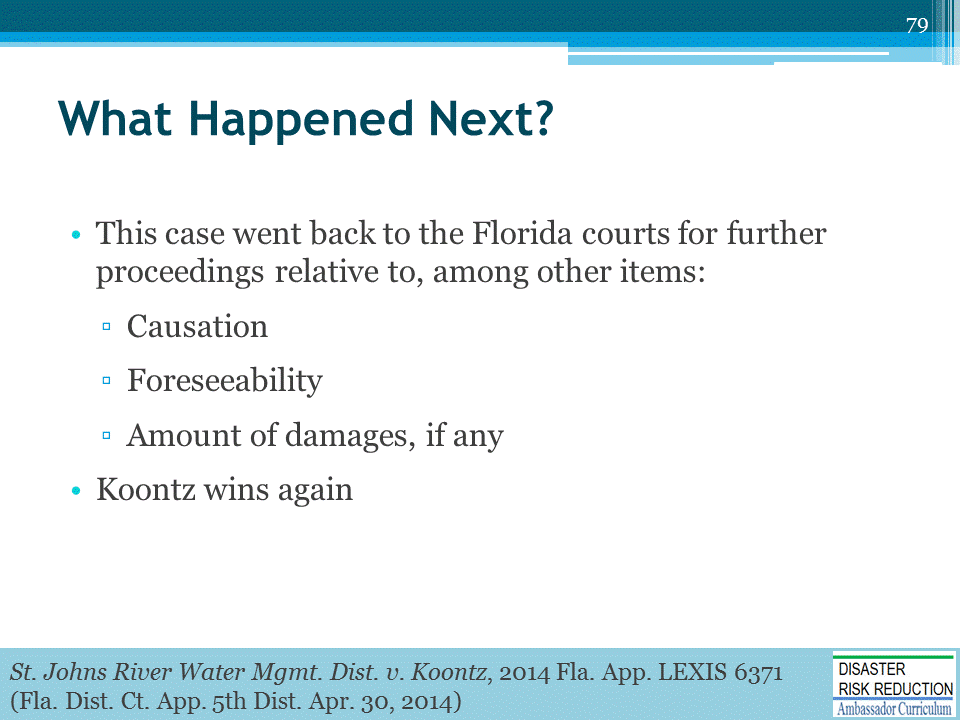 79
What Happened Next?
• This case went back to the Florida courts for further
proceedings relative to, among other items:
▫ Causation
▫ Foreseeability
▫ Amount of damages, if any
• Koontz wins again
St. Johns River Water Mgmt. Dist. v. Koontz, 2014 Fla. App. LEXIS 6371
(Fla. Dist. Ct. App. 5th Dist. Apr. 30, 2014)
DISASTER
RISK REDUCTION
Ambassador Curriculum